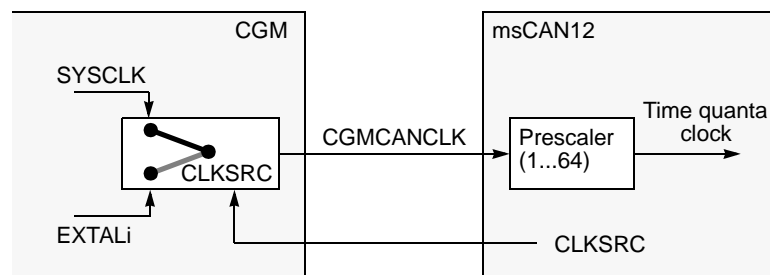 CGM
msCAN12
SYSCLK
Time quanta
clock
CGMCANCLK
Prescaler
(1...64)
CLKSRC
EXTALi
CLKSRC